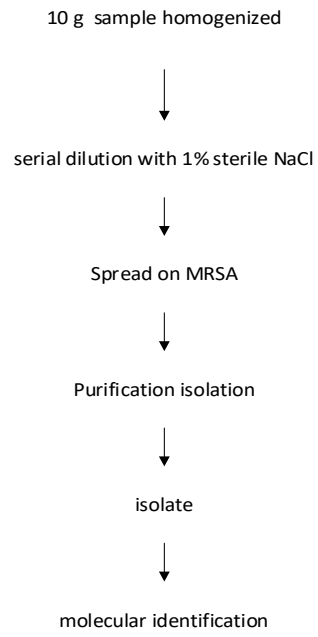 10 g  sample homogenized
serial dilution with 1% sterile NaCl
Spread on MRSA
Purification isolation
isolate
molecular identification